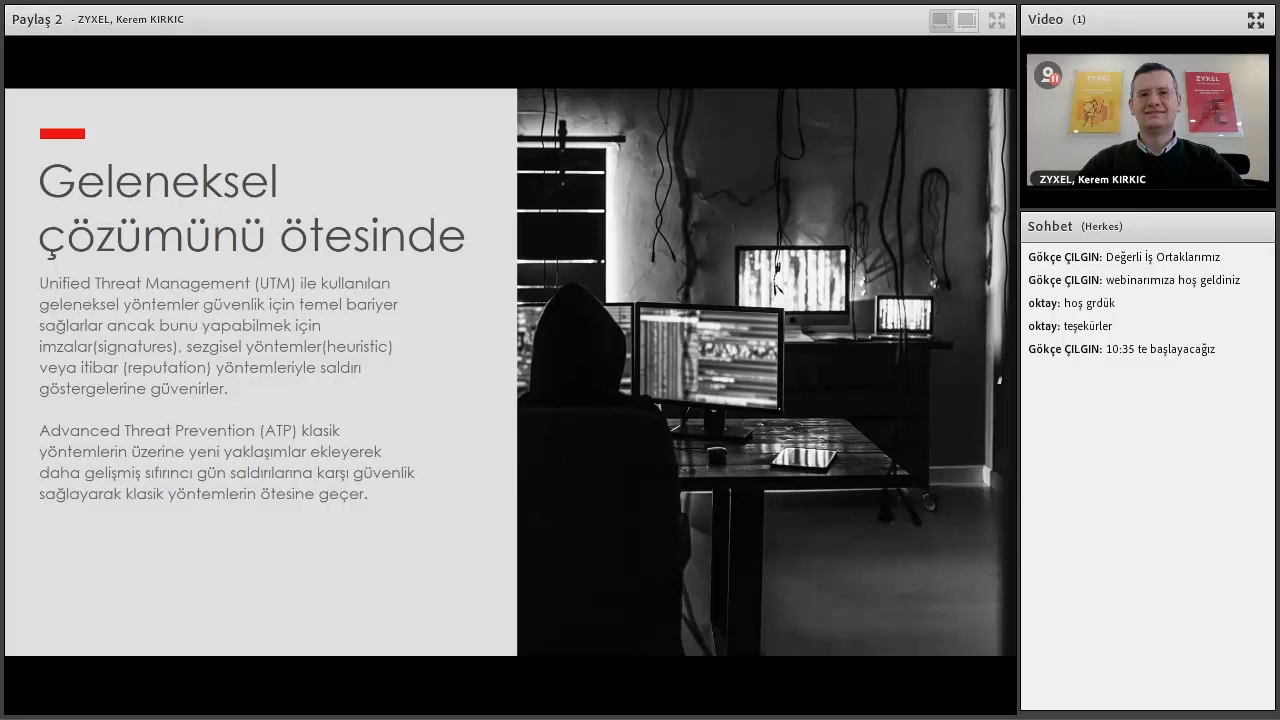 Paylaş 2 - ZYXEL, Kerem KIRKIC
Geleneksel
çözümünü ötesinde
Unified Threat Management (UTM) ile kullanılan
geleneksel yöntemler güvenlik için temel bariyer
sağlarlar ancak bunu yapabilmek için
imzalar(signatures), sezgisel yöntemler(heuristic)
veya itibar (reputation) yöntemleriyle saldırı
göstergelerine güvenirler.
Advanced Threat Prevention (ATP) klasik
yöntemlerin üzerine yeni yaklaşımlar ekleyerek
daha gelişmiş sıfırına gün saldırılarına karşı güvenlik
sağlayarak klasik yöntemlerin ötesine geçer.
Video (1)
ZYXEL
ZYXEL
ZYXEL, Kerem KIRKIC
Sohbet (Herkes)
Gökçe ÇILGIN: Değerli İş Ortaklarımız
Gökçe ÇILGIN: webinarımıza hoş geldiniz
oktay: hoş grdük
oktay: teşekürler
Gökçe ÇILGIN: 10:35 te başlayacağız